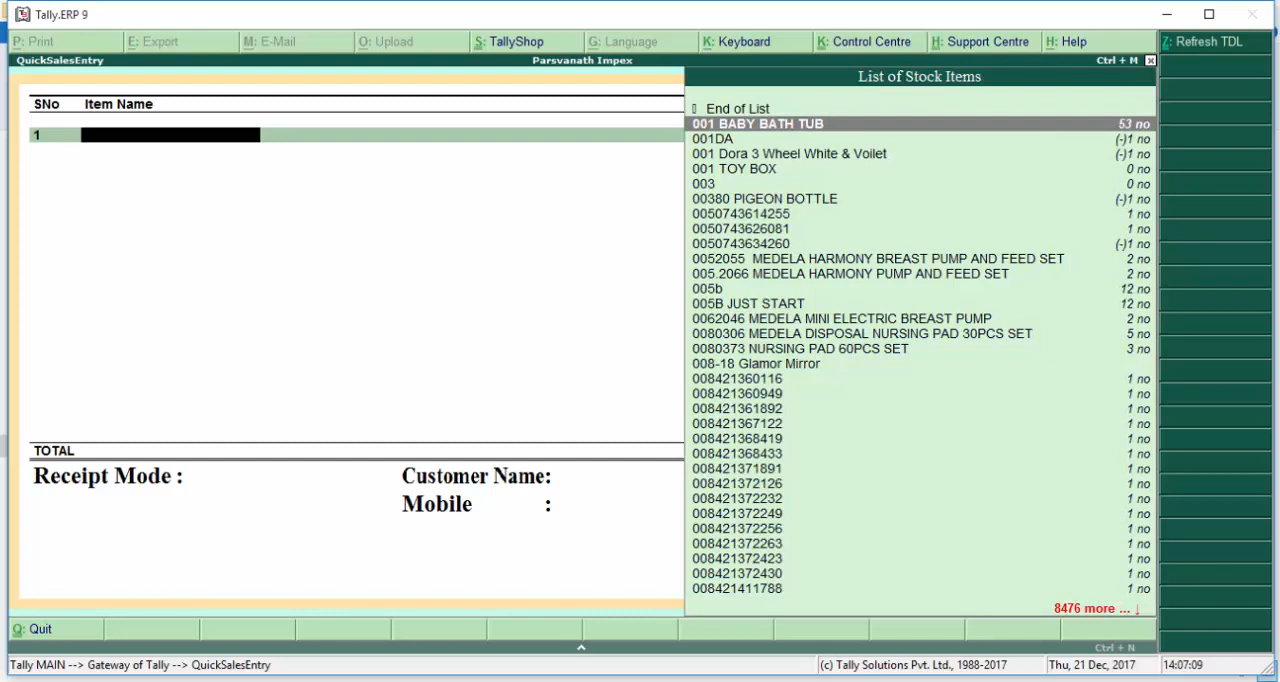 Tally.ERP 9
P: Print E: Export M: E-Mail O: Upload S: TallyShop G: Language K: Keyboard K: Control Centre H: Support Centre H: Help Z: Refresh TDL
QuickSalesEntry Parsvanath Impex Ctrl + M
List of Stock Items
SNo Item Name
End of List
001 BABY BATH TUB 53 no
1
001DA (-)1 no
001 Dora 3 Wheel White & Voilet (-)1 no
001 TOY BOX 0 no
003 0 no
00380 PIGEON BOTTLE (-)1 no
0050743614255 1 no
0050743626081 1 no
0050743634260 (-)1 no
0052055 MEDELA HARMONY BREAST PUMP AND FEED SET 2 no
005.2066 MEDELA HARMONY PUMP AND FEED SET 2 no
005b 12 no
005B JUST START 12 no
0062046 MEDELA MINI ELECTRIC BREAST PUMP 2 no
0080306 MEDELA DISPOSAL NURSING PAD 30PCS SET 5 no
0080373 NURSING PAD 60PCS SET 3 no
008-18 Glamor Mirror
008421360116 1 no
008421360949 1 no
008421361892 1 no
008421367122 1 no
008421368419 1 no
008421368433 1 no
008421371891 1 no
008421372126 1 no
008421372232 1 no
008421372249 1 no
008421372256 1 no
008421372263 1 no
008421372423 1 no
008421372430 1 no
008421411788 1 no
8476 more ... ↓
TOTAL
Receipt Mode : Customer Name:
Mobile :
Q: Quit
Ctrl + N
Tally MAIN --> Gateway of Tally --> QuickSalesEntry (c) Tally Solutions Pvt. Ltd., 1988-2017 Thu, 21 Dec, 2017 14:07:09